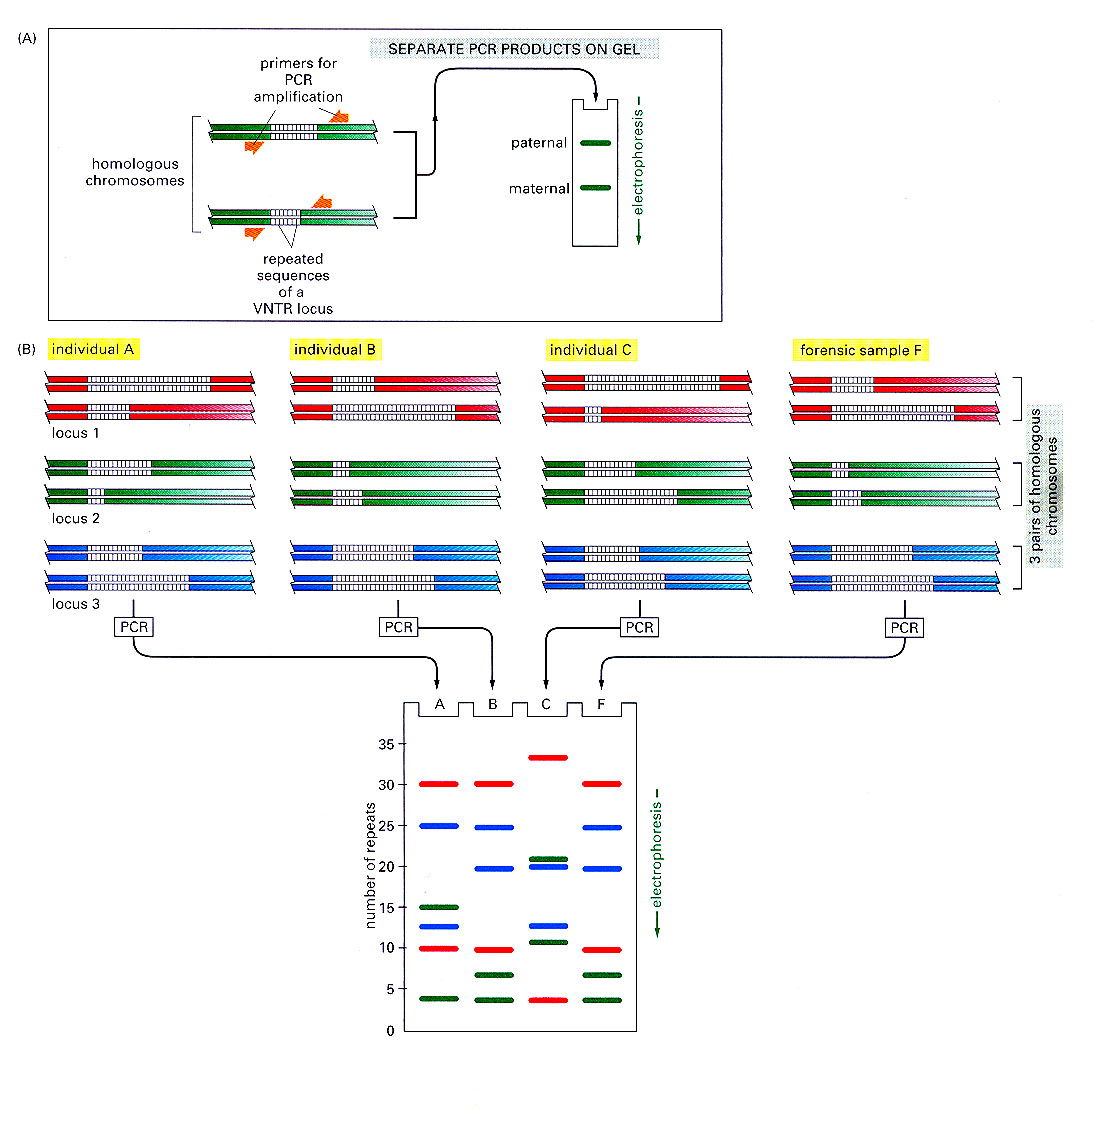 (A)
SEPARATE PCR PRODUCTS ON GEL
primers for
PCR
amplification
homologous
chromosomes
repeated
sequences
of a
VNTR locus
paternal
maternal
electrophoresis
(B)
individual A
individual B
individual C
forensic sample F
locus 1
locus 2
locus 3
3 pairs of homologous
chromosomes
PCR
PCR
PCR
PCR
A
B
C
F
number of repeats
35
30
25
20
15
10
5
0
electrophoresis